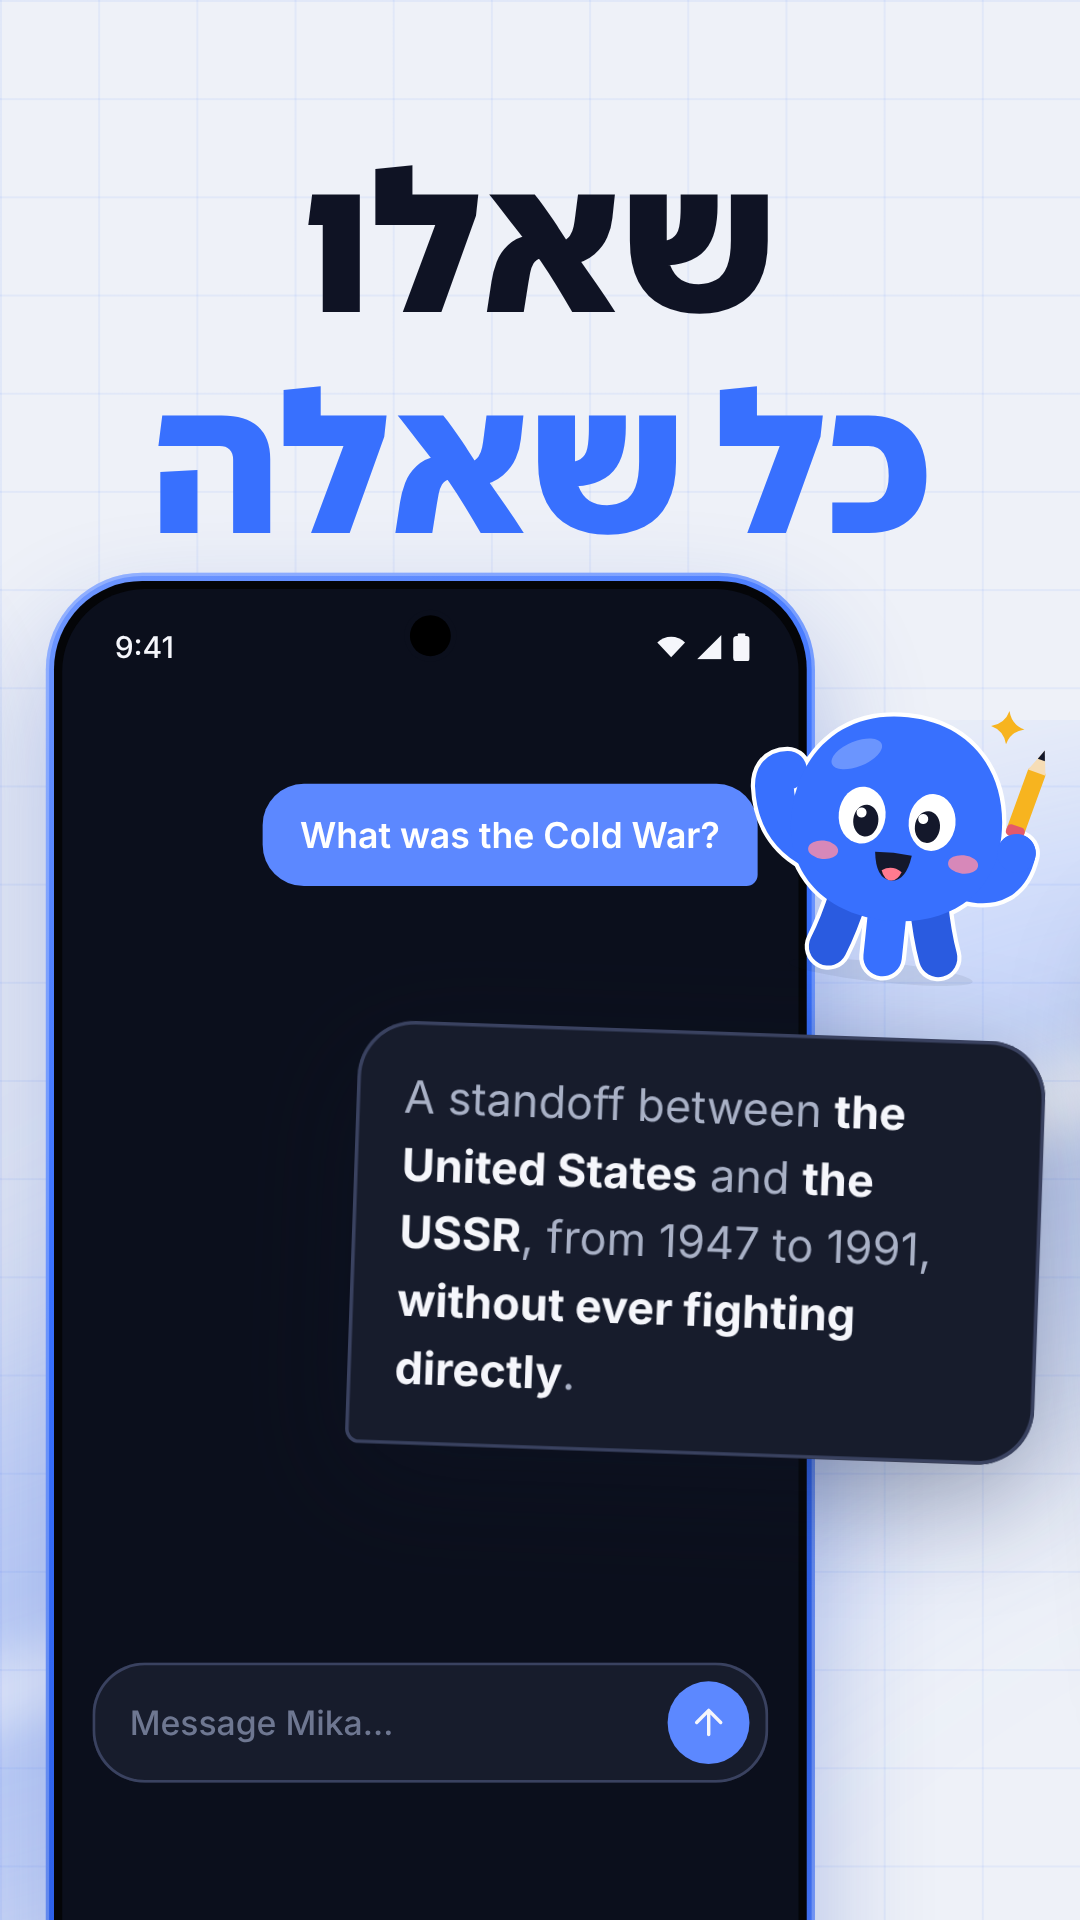 שאלו
כל שאלה
9:41
What was the Cold War?
A standoff between the
United States and the
USSR, from 1947 to 1991,
without ever fighting
directly.
Message Mika...